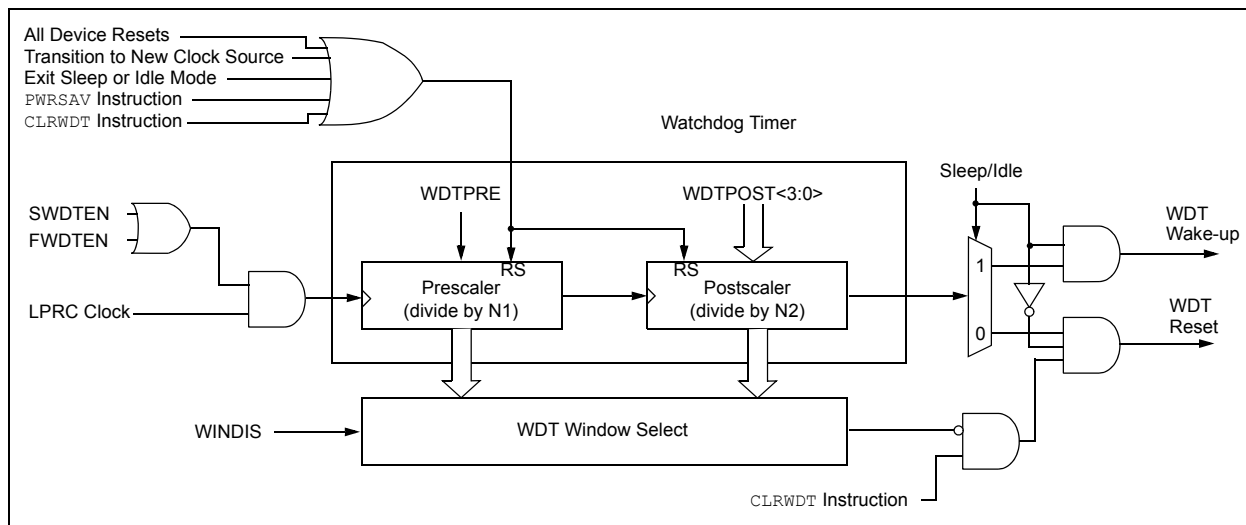 All Device Resets
Transition to New Clock Source
Exit Sleep or Idle Mode
PWRSAV Instruction
CLRWDT Instruction
Watchdog Timer
Sleep/Idle
WDTPRE
WDTPOST<3:0>
SWDTEN
FWDTEN
WDT
Wake-up
RS
RS
1
Prescaler
(divide by N1)
Postscaler
(divide by N2)
LPRC Clock
0
WDT
Reset
WINDIS
WDT Window Select
CLRWDT Instruction